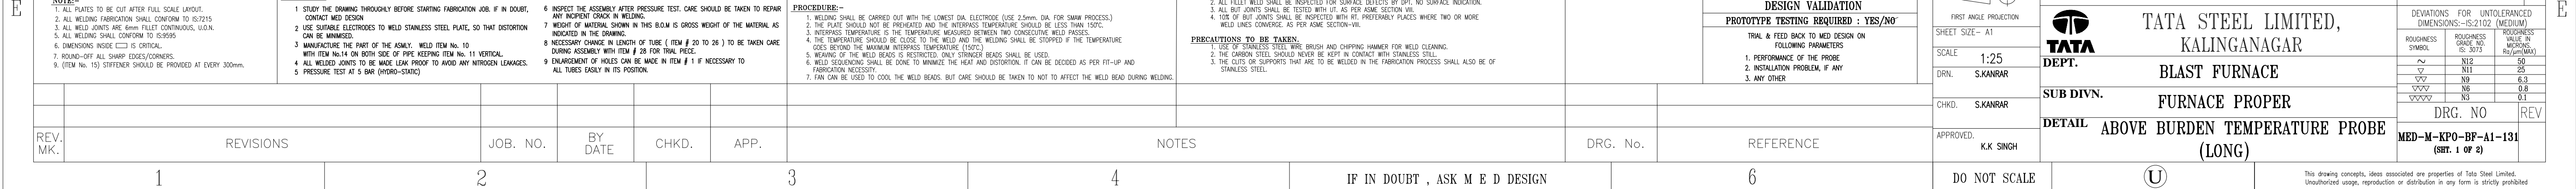 E
NOTE:-
1. ALL PLATES TO BE CUT AFTER FULL SCALE LAYOUT.
2. ALL WELDING FABRICATION SHALL CONFORM TO IS:7215
3. ALL WELD JOINTS ARE 6mm FILLET CONTINUOUS, U.O.N.
5. ALL WELDING SHALL CONFORM TO IS:9595
6. DIMENSIONS INSIDE IS CRITICAL.
7. ROUND-OFF ALL SHARP EDGES/CORNERS.
9. (ITEM No. 15) STIFFENER SHOULD BE PROVIDED AT EVERY 300mm.
1 STUDY THE DRAWING THROUGHLY BEFORE STARTING FABRICATION JOB. IF IN DOUBT,
CONTACT MED DESIGN
2 USE SUITABLE ELECTRODES TO WELD STAINLESS STEEL PLATE, SO THAT DISTORTION
CAN BE MINIMISED.
3 MANUFACTURE THE PART OF THE ASMLY. WELD ITEM No. 10
WITH ITEM No.14 ON BOTH SIDE OF PIPE KEEPING ITEM No. 11 VERTICAL.
4 ALL WELDED JOINTS TO BE MADE LEAK PROOF TO AVOID ANY NITROGEN LEAKAGES.
5 PRESSURE TEST AT 5 BAR (HYDRO-STATIC)
6 INSPECT THE ASSEMBLY AFTER PRESSURE TEST. CARE SHOULD BE TAKEN TO REPAIR
ANY INCIPIENT CRACK IN WELDING.
7 WEIGHT OF MATERIAL SHOWN IN THIS B.O.M IS GROSS WEIGHT OF THE MATERIAL AS
INDICATED IN THE DRAWING.
8 NECESSARY CHANGE IN LENGTH OF TUBE ( ITEM # 20 TO 26 ) TO BE TAKEN CARE
DURING ASSEMBLY WITH ITEM # 28 FOR TRIAL PIECE.
9 ENLARGEMENT OF HOLES CAN BE MADE IN ITEM # 1 IF NECESSARY TO
ALL TUBES EASILY IN ITS POSITION.
PROCEDURE:-
1. WELDING SHALL BE CARRIED OUT WITH THE LOWEST DIA. ELECTRODE (USE 2.5mm. DIA. FOR SMAW PROCESS.)
2. THE PLATE SHOULD NOT BE PREHEATED AND THE INTERPASS TEMPERATURE SHOULD BE LESS THAN 150°C.
3. INTERPASS TEMPERATURE IS THE TEMPERATURE MEASURED BETWEEN TWO CONSECUTIVE WELD PASSES.
4. THE TEMPERATURE SHOULD BE CLOSE TO THE WELD AND THE WELDING SHALL BE STOPPED IF THE TEMPERATURE
GOES BEYOND THE MAXIMUM INTERPASS TEMPERATURE (150°C.)
5. WEAVING OF THE WELD BEADS IS RESTRICTED. ONLY STRINGER BEADS SHALL BE USED.
6. WELD SEQUENCING SHALL BE DONE TO MINIMIZE THE HEAT AND DISTORTION. IT CAN BE DECIDED AS PER FIT-UP AND
FABRICATION NECESSITY.
7. FAN CAN BE USED TO COOL THE WELD BEADS. BUT CARE SHOULD BE TAKEN TO NOT TO AFFECT THE WELD BEAD DURING WELDING.
2. ALL FILLET WELD SHALL BE INSPECTED FOR SURFACE DEFECTS BY DPT. NO SURFACE INDICATION.
3. ALL BUT JOINTS SHALL BE TESTED WITH UT. AS PER ASME SECTION VIII.
4. 10% OF BUT JOINTS SHALL BE INSPECTED WITH RT. PREFERABLY PLACES WHERE TWO OR MORE
WELD LINES CONVERGE. AS PER ASME SECTION-VIII.
PRECAUTIONS TO BE TAKEN.
1. USE OF STAINLESS STEEL WIRE BRUSH AND CHIPPING HAMMER FOR WELD CLEANING.
2. THE CARBON STEEL SHOULD NEVER BE KEPT IN CONTACT WITH STAINLESS STILL.
3. THE CLITS OR SUPPORTS THAT ARE TO BE WELDED IN THE FABRICATION PROCESS SHALL ALSO BE OF
STAINLESS STEEL.
DESIGN VALIDATION
PROTOTYPE TESTING REQUIRED : YES/NO
TRIAL & FEED BACK TO MED DESIGN ON
FOLLOWING PARAMETERS
1. PERFORMANCE OF THE PROBE
2. INSTALLATION PROBLEM, IF ANY
3. ANY OTHER
FIRST ANGLE PROJECTION
SHEET SIZE- A1
SCALE 1:25
DRN. S.KANRAR
CHKD. S.KANRAR
APPROVED. K.K SINGH
TATA
TATA STEEL LIMITED,
KALINGANAGAR
DEPT. BLAST FURNACE
SUB DIVN. FURNACE PROPER
DETAIL ABOVE BURDEN TEMPERATURE PROBE
(LONG)
DEVIATIONS FOR UNTOLERANCED
DIMENSIONS:-IS:2102 (MEDIUM)
ROUGHNESS SYMBOL ROUGHNESS GRADE NO. IS: 3073 ROUGHNESS VALUE IN MICRONS. Ra/μm(MAX)
N12 50
N11 25
N9 6.3
N6 0.8
N3 0.1
DRG. NO REV
MED-M-KPO-BF-A1-131
(SHT. 1 OF 2)
E
REV. MK. REVISIONS JOB. NO. BY DATE CHKD. APP. NOTES DRG. No. REFERENCE
1 2 3 4 IF IN DOUBT , ASK M E D DESIGN 6 DO NOT SCALE U
This drawing concepts, ideas associated are properties of Tata Steel Limited.
Unauthorized usage, reproduction or distribution in any form is strictly prohibited